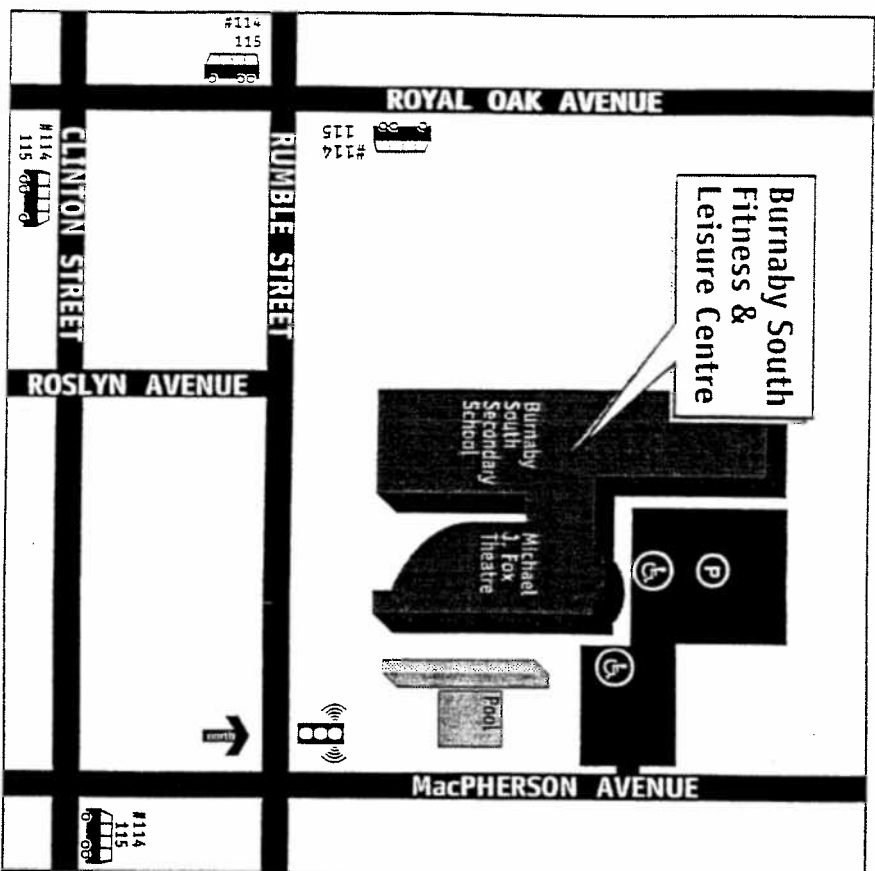 #114
115
ROYAL OAK AVENUE
#114
115
#114
115
CLINTON STREET
RUMBLE STREET
Burnaby South
Fitness &
Leisure Centre
ROSLYN AVENUE
Burnaby
South
Secondary
School
Michael
J. Fox
Theatre
P
Pool
north
MacPHERSON AVENUE
#114
115